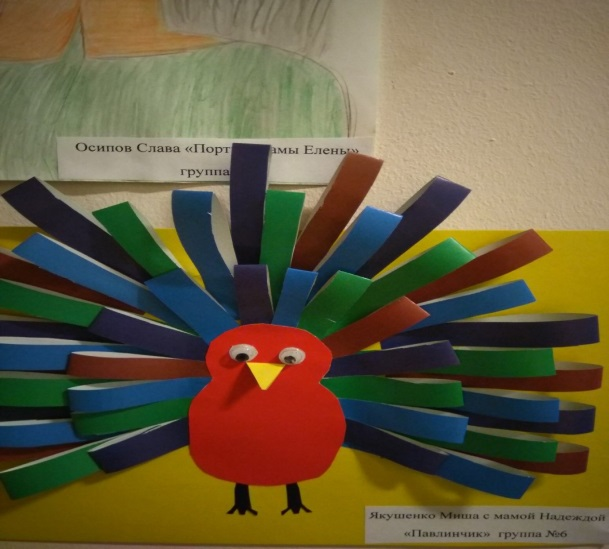 Осипов Слава «Порт амы Елены»
группа
Якушенко Миша с мамой Надеждой
«Павлинчик» группа №6